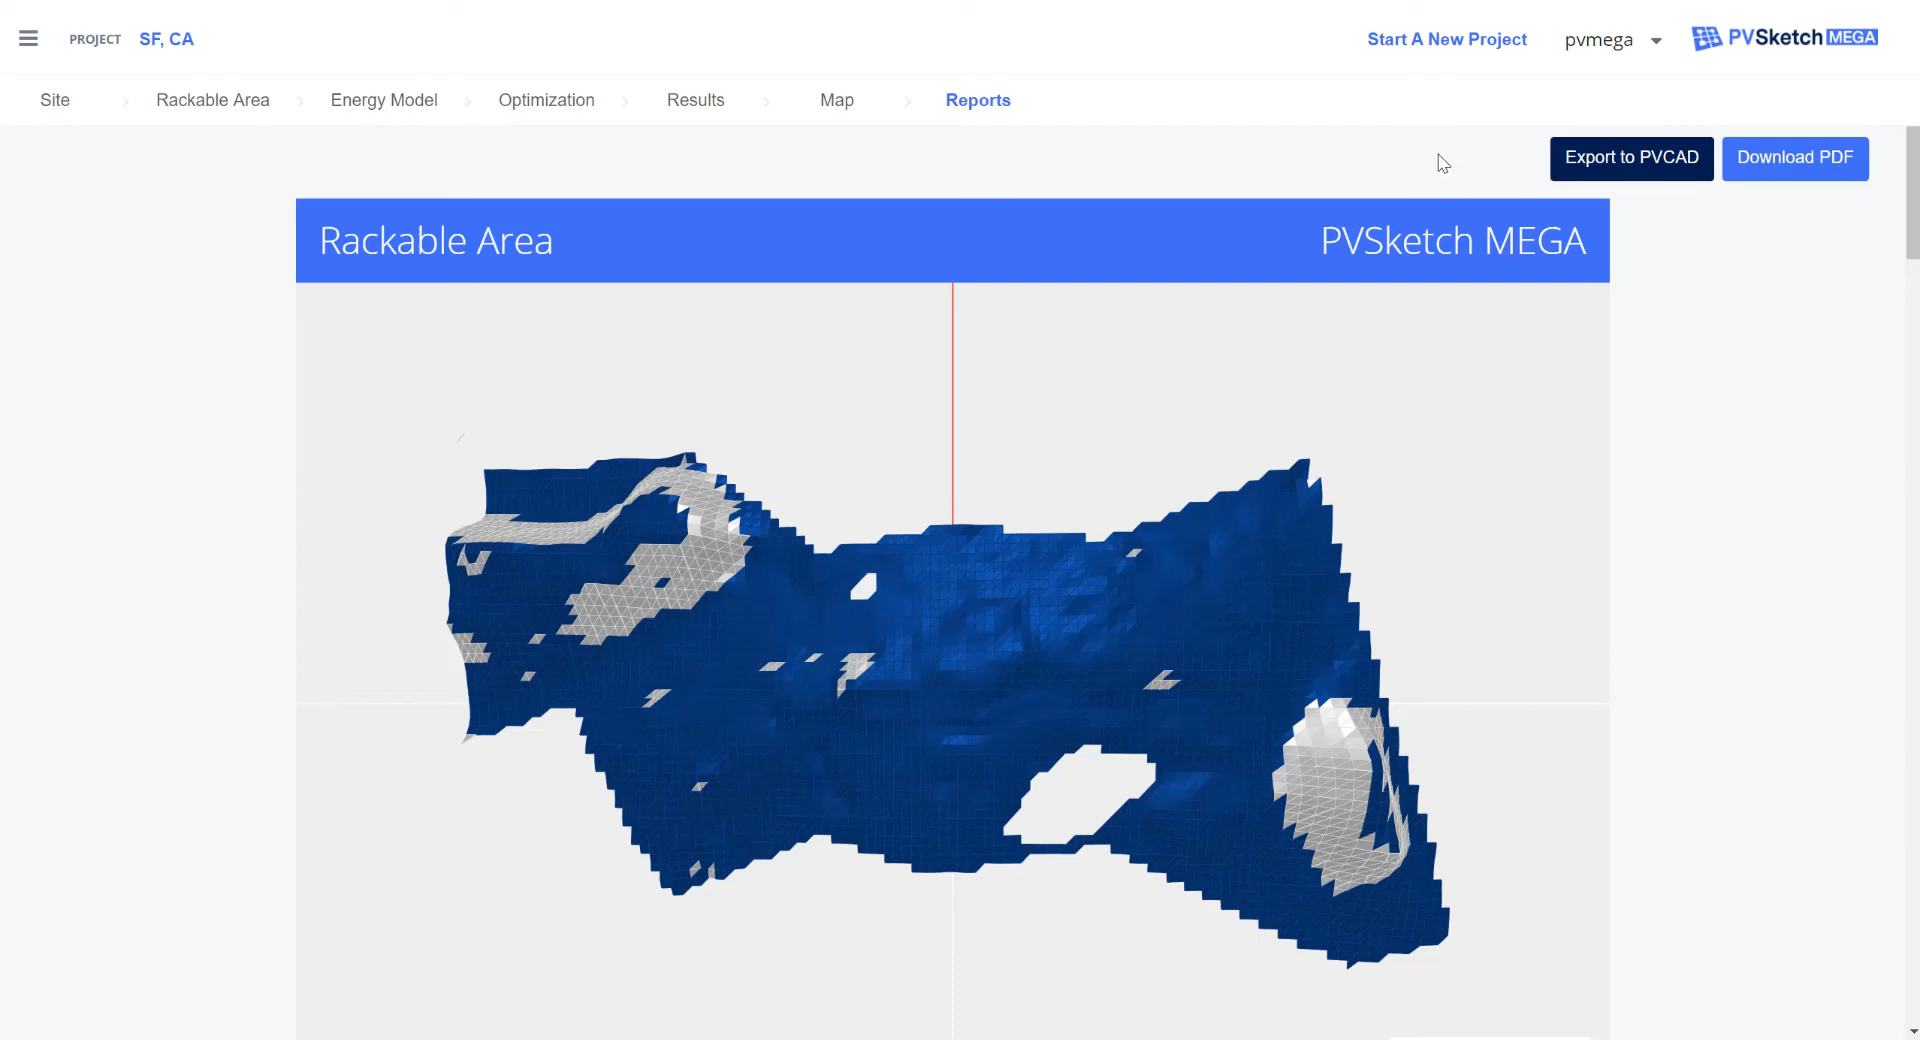 PROJECT SF, CA
Start A New Project pvmega PVSketch MEGA
Site Rackable Area Energy Model Optimization Results Map Reports
Export to PVCAD Download PDF
Rackable Area PVSketch MEGA